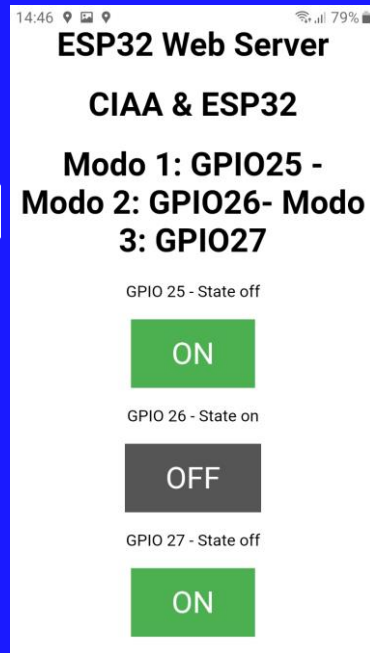 14:46 79%
ESP32 Web Server
CIAA & ESP32
Modo 1: GPIO25 -
Modo 2: GPIO26- Modo
3: GPIO27
GPIO 25 - State off
ON
GPIO 26 - State on
OFF
GPIO 27 - State off
ON